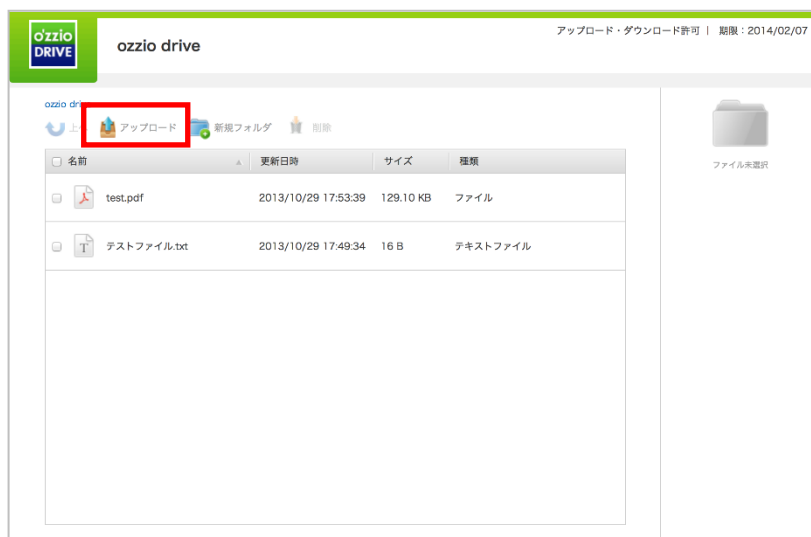 o'zzio
DRIVE
ozzio drive
アップロード・ダウンロード許可 | 期限：2014/02/07
ozzio
アップロード 新規フォルダ 削除
名前 更新日時 サイズ 種類
test.pdf 2013/10/29 17:53:39 129.10 KB ファイル
テストファイル.txt 2013/10/29 17:49:34 16 B テキストファイル
ファイル未選択